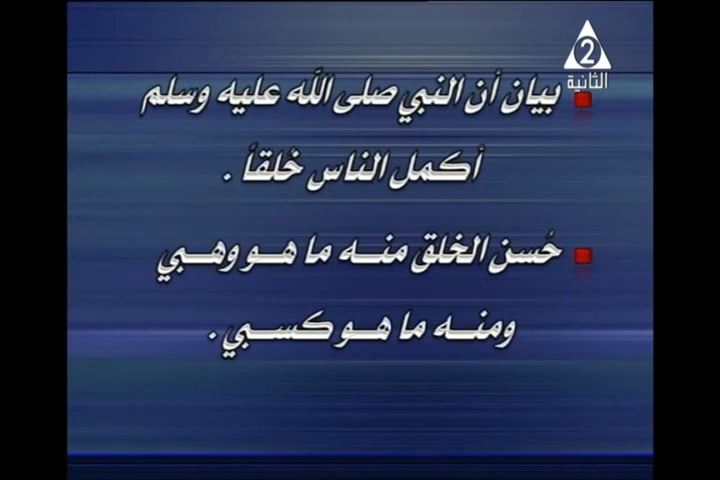 2
الثانية
بيان أن النبي صلى الله عليه وسلم
أكمل الناس خلقاً .
حُسن الخلق منه ما هو وهبي
ومنه ما هو كسبي .